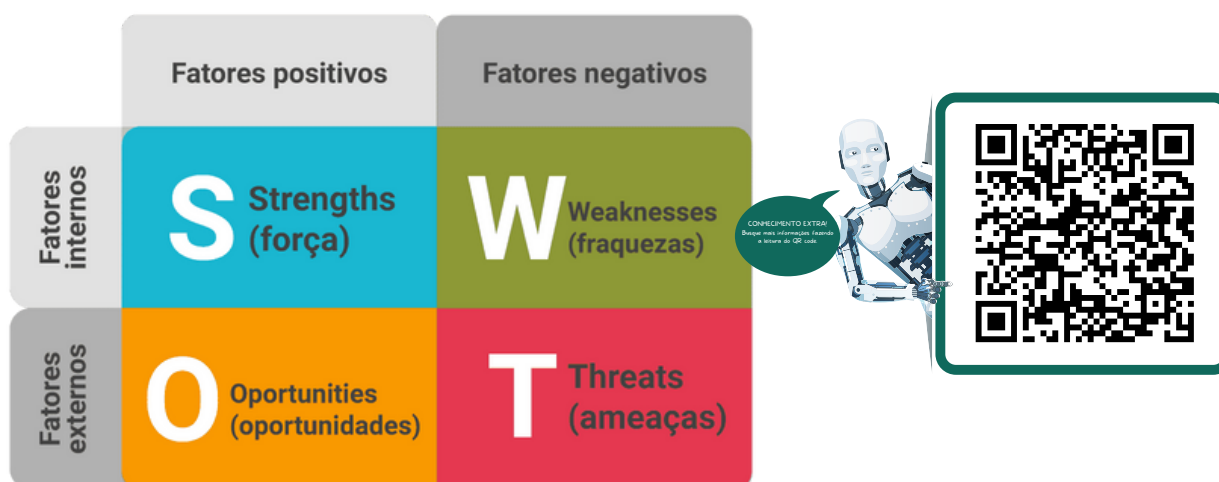 Fatores positivos
Fatores negativos
Fatores
internos
S
Strengths
(força)
W
Weaknesses
(fraquezas)
CONHECIMENTO EXTRA!
Busque mais informações fazendo
a leitura do QR code.
Fatores
externos
O
Oportunities
(oportunidades)
T
Threats
(ameaças)